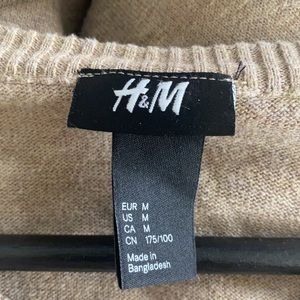 H&M
EUR M
US M
CA M
CN 175/100
Made in
Bangladesh